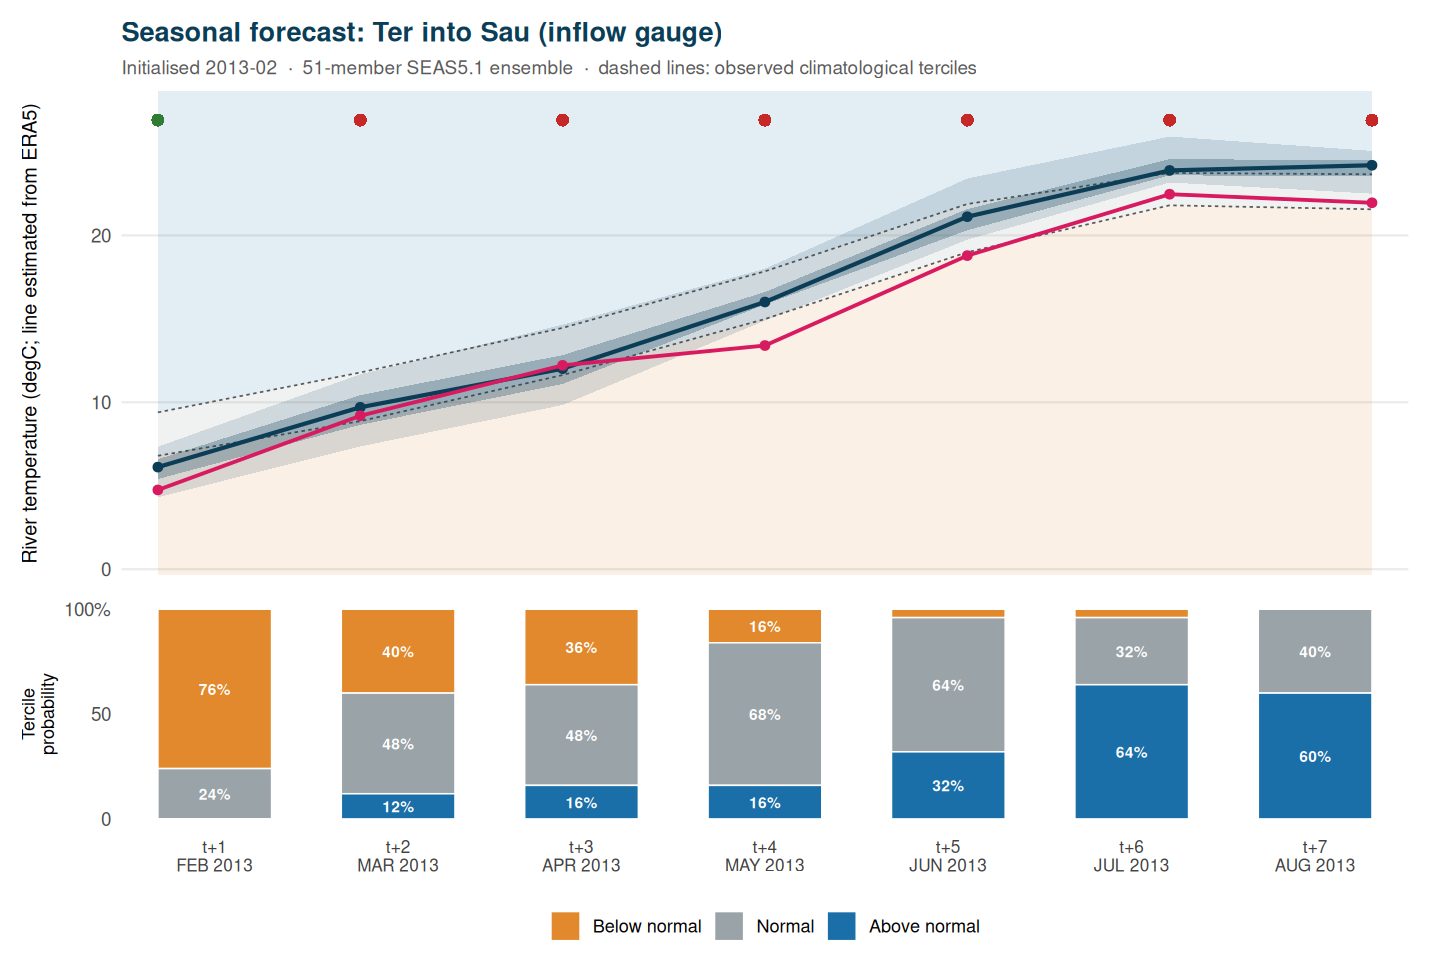 Seasonal forecast: Ter into Sau (inflow gauge)
Initialised 2013-02 · 51-member SEAS5.1 ensemble · dashed lines: observed climatological terciles
River temperature (degC; line estimated from ERA5)
20
10
0
Tercile
probability
100%
50
0
76%
24%
40%
48%
12%
36%
48%
16%
16%
68%
16%
64%
32%
32%
64%
40%
60%
t+1
FEB 2013
t+2
MAR 2013
t+3
APR 2013
t+4
MAY 2013
t+5
JUN 2013
t+6
JUL 2013
t+7
AUG 2013
Below normal
Normal
Above normal